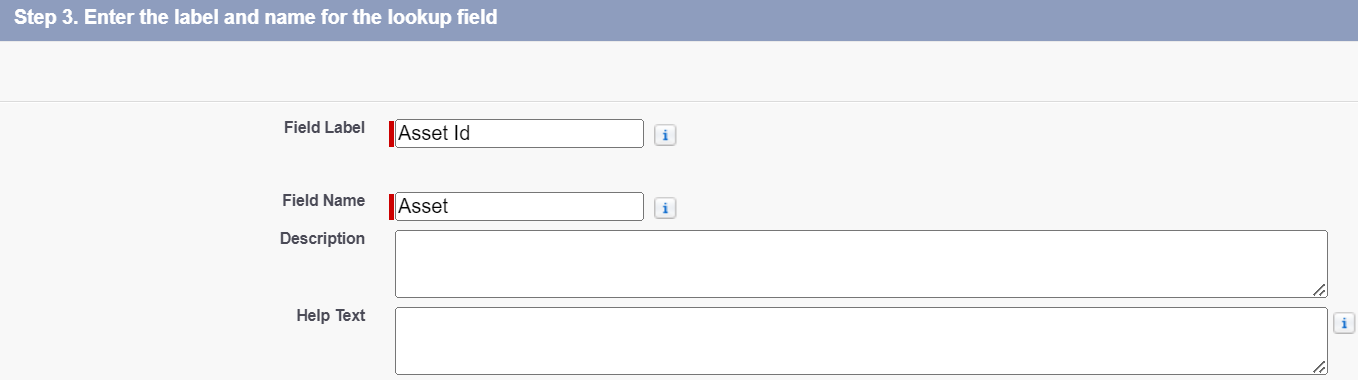 Step 3. Enter the label and name for the lookup field
Field Label Asset Id i
Field Name Asset i
Description
Help Text i